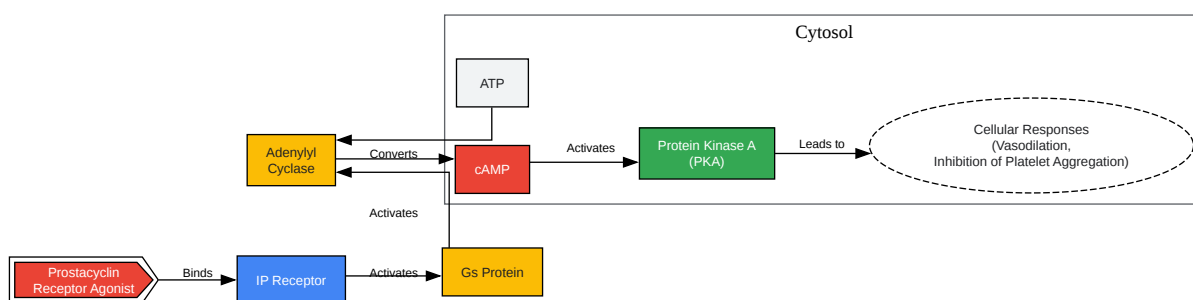 Cytosol
ATP
Adenylyl
Cyclase
Converts
cAMP
Activates
Protein Kinase A
(PKA)
Leads to
Cellular Responses
(Vasodilation,
Inhibition of Platelet Aggregation)
Activates
Prostacyclin
Receptor Agonist
Binds
IP Receptor
Activates
Gs Protein